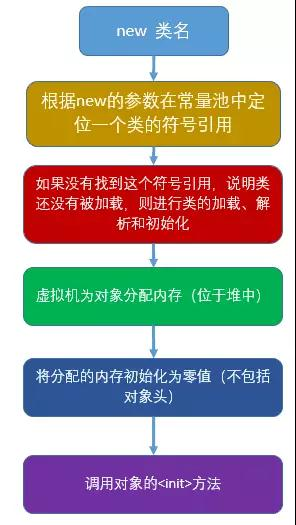 new 类名
根据new的参数在常量池中定
位一个类的符号引用
如果没有找到这个符号引用，说明类
还没有被加载，则进行类的加载、解
析和初始化
虚拟机为对象分配内存（位于堆中）
将分配的内存初始化为零值（不包括
对象头）
调用对象的<init>方法